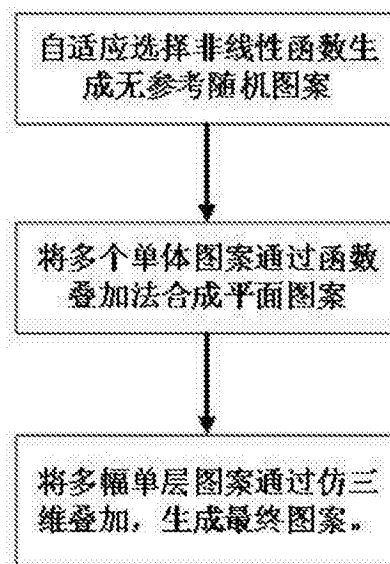 自适应选择非线性函数生
成无参考随机图案
将多个单体图案通过函数
叠加法合成平面图案
将多幅单层图案通过仿三
维叠加，生成最终图案。